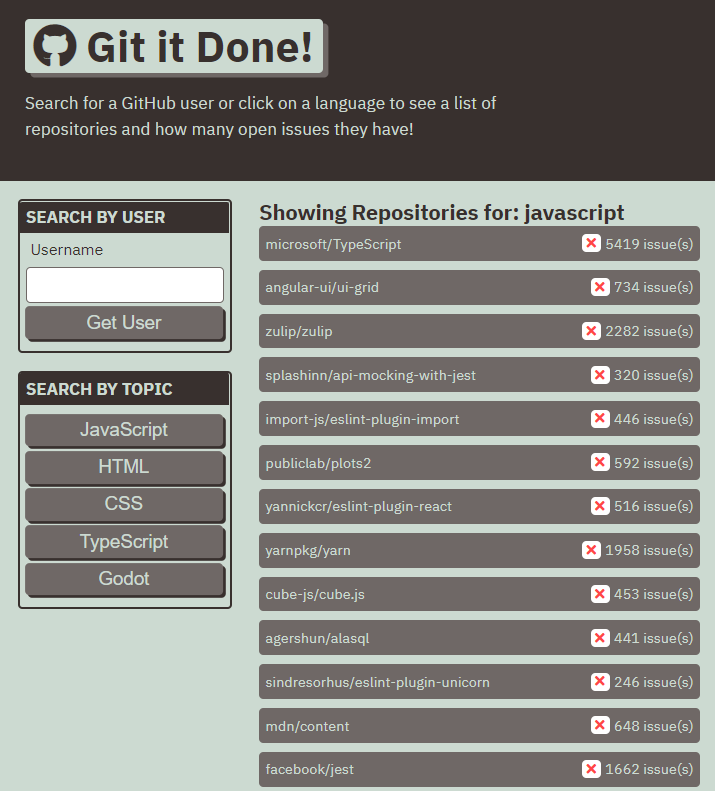 Git it Done!
Search for a GitHub user or click on a language to see a list of
repositories and how many open issues they have!
SEARCH BY USER
Username
Get User
SEARCH BY TOPIC
JavaScript
HTML
CSS
TypeScript
Godot
Showing Repositories for: javascript
microsoft/TypeScript 5419 issue(s)
angular-ui/ui-grid 734 issue(s)
zulip/zulip 2282 issue(s)
splashinn/api-mocking-with-jest 320 issue(s)
import-js/eslint-plugin-import 446 issue(s)
publiclab/plots2 592 issue(s)
yannickcr/eslint-plugin-react 516 issue(s)
yarnpkg/yarn 1958 issue(s)
cube-js/cube.js 453 issue(s)
agershun/alasql 441 issue(s)
sindresorhus/eslint-plugin-unicorn 246 issue(s)
mdn/content 648 issue(s)
facebook/jest 1662 issue(s)